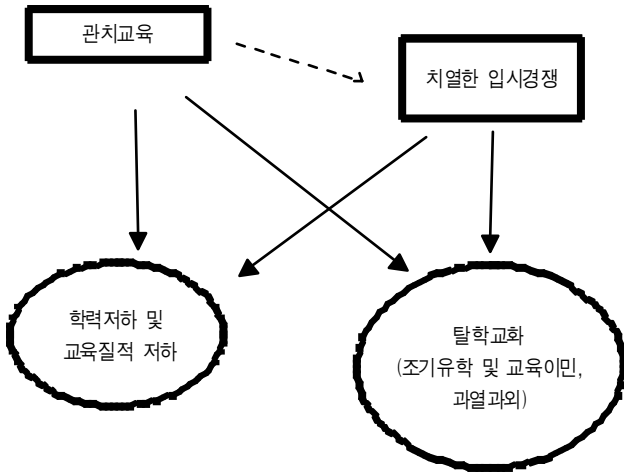 관치교육
치열한 입시경쟁
학력저하 및
교육질적 저하
탈학교화
(조기유학 및 교육이민,
과열과외)